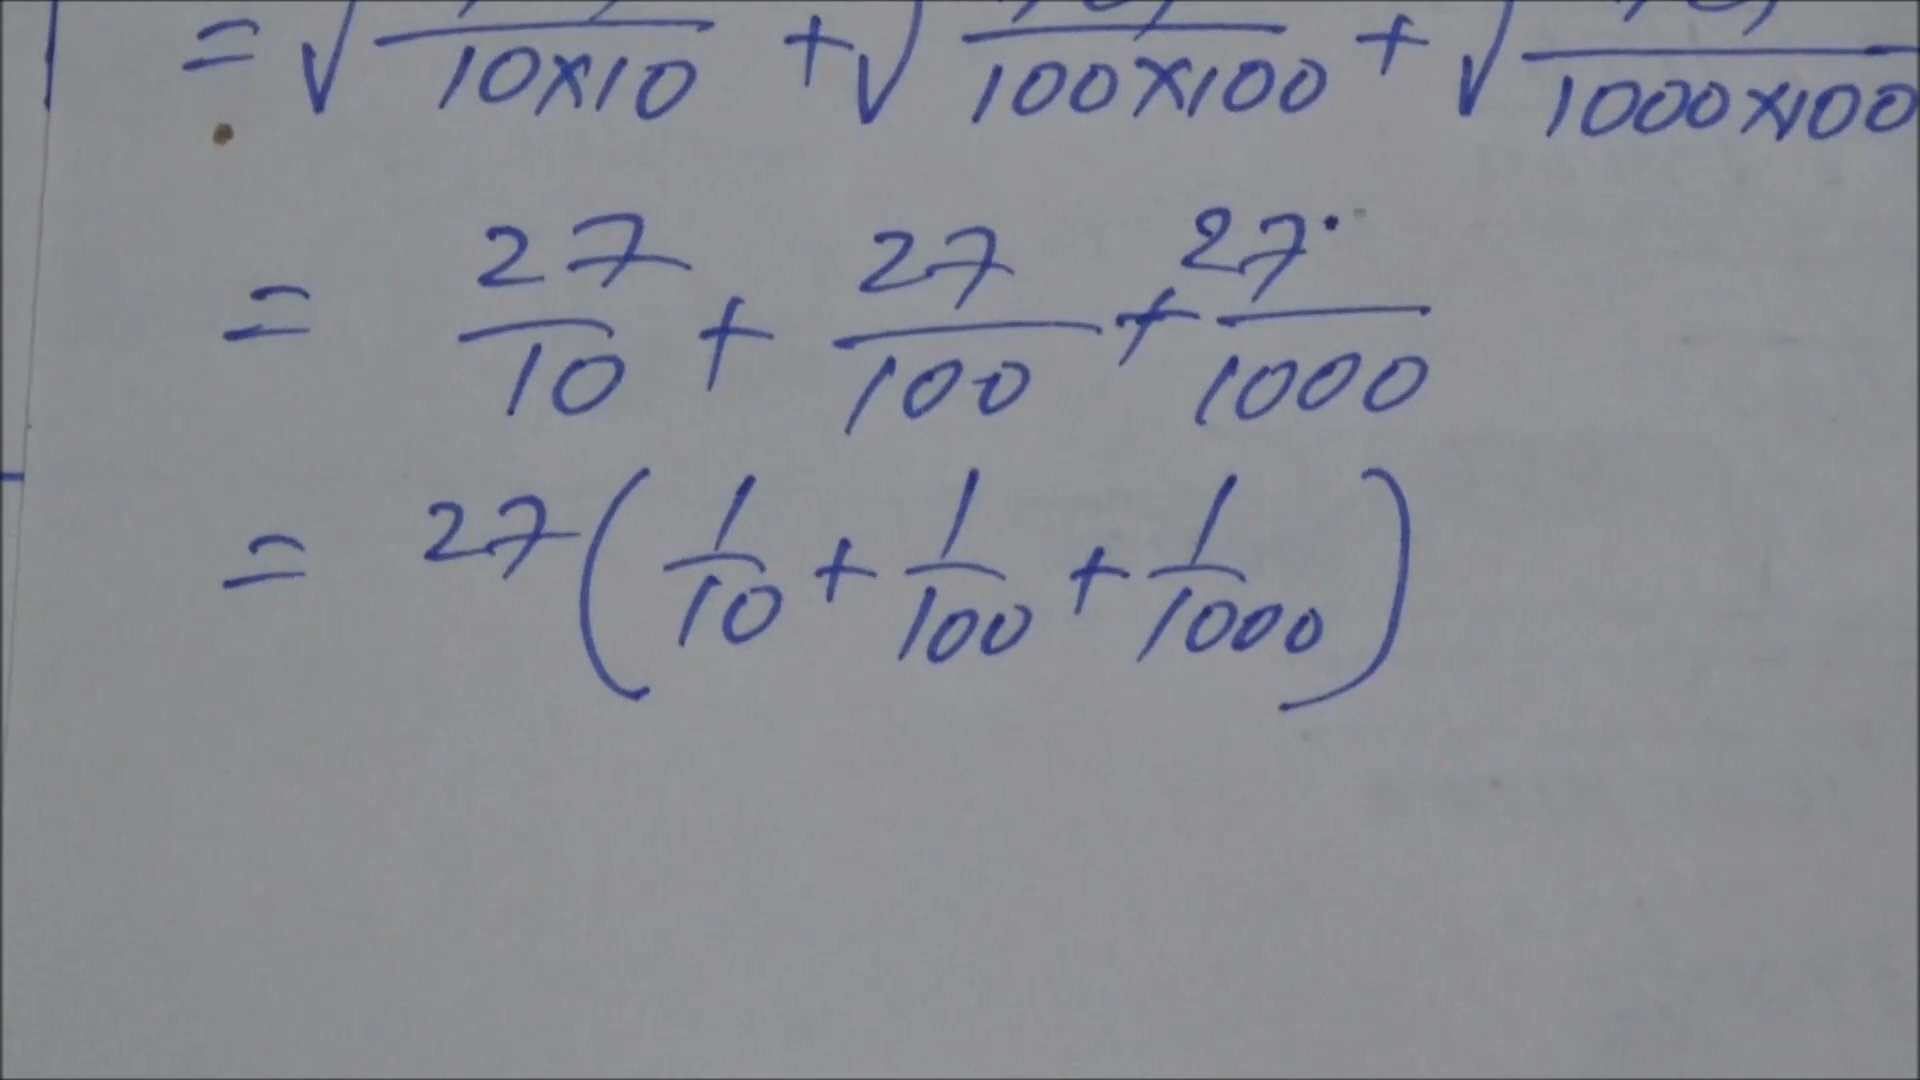 = √ 10×10 + √ 100×100 + √ 1000×100
= 27/10 + 27/100 + 27/1000
= 27 ( 1/10 + 1/100 + 1/1000 )